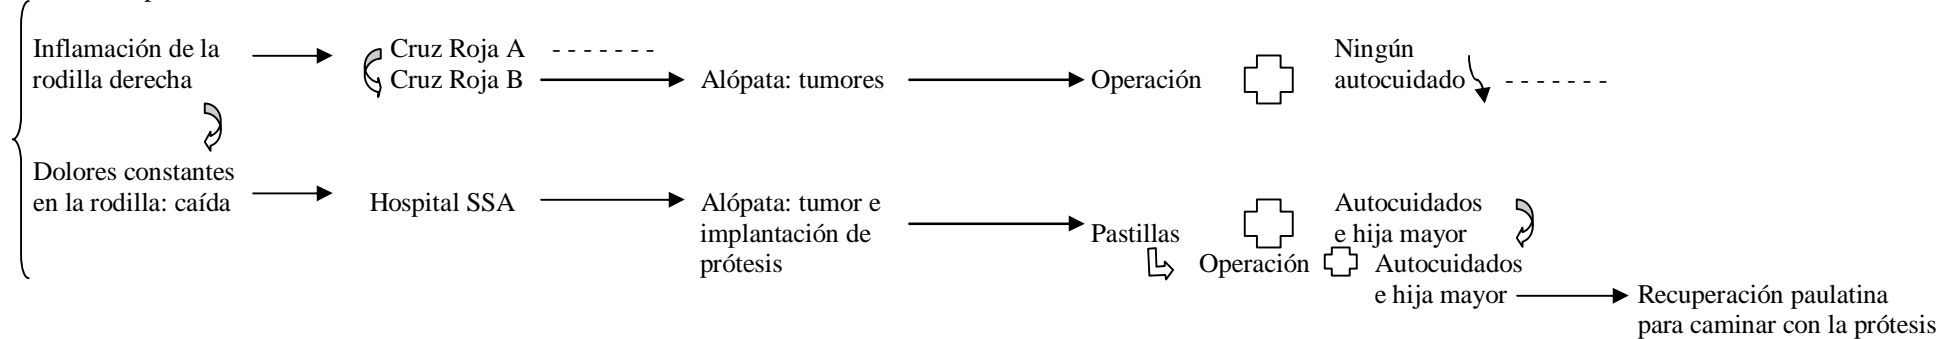 Inflamación de la
rodilla derecha
Cruz Roja A - - - - - - -
Cruz Roja B
Alópata: tumores
Operación
Ningún
autocuidado
- - - - - - -
Dolores constantes
en la rodilla: caída
Hospital SSA
Alópata: tumor e
implantación de
prótesis
Pastillas
Autocuidados
e hija mayor
Operación
Autocuidados
e hija mayor
Recuperación paulatina
para caminar con la prótesis